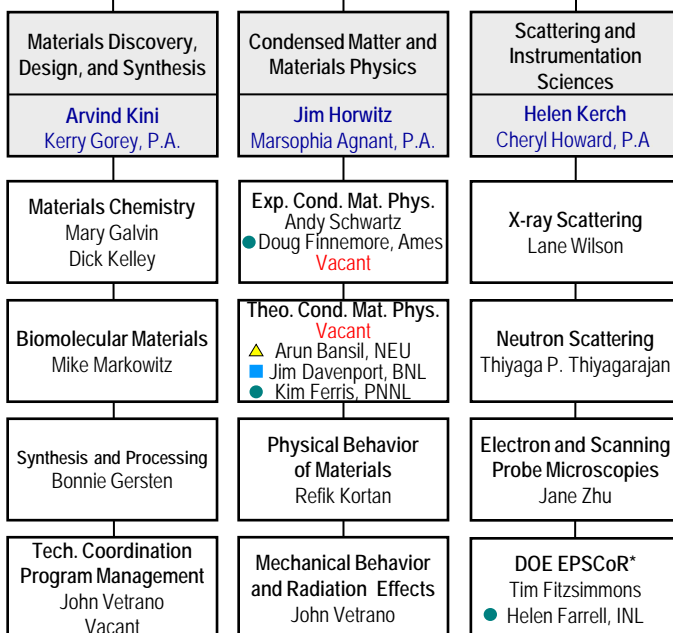 Materials Discovery,
Design, and Synthesis
Arvind Kini
Kerry Gorey, P.A.
Materials Chemistry
Mary Galvin
Dick Kelley
Biomolecular Materials
Mike Markowitz
Synthesis and Processing
Bonnie Gersten
Tech. Coordination
Program Management
John Vetrano
Vacant
Condensed Matter and
Materials Physics
Jim Horwitz
Marsophia Agnant, P.A.
Exp. Cond. Mat. Phys.
Andy Schwartz
Doug Finnemore, Ames
Vacant
Theo. Cond. Mat. Phys.
Vacant
Arun Bansil, NEU
Jim Davenport, BNL
Kim Ferris, PNNL
Physical Behavior
of Materials
Refik Kortan
Mechanical Behavior
and Radiation Effects
John Vetrano
Scattering and
Instrumentation
Sciences
Helen Kerch
Cheryl Howard, P.A
X-ray Scattering
Lane Wilson
Neutron Scattering
Thiyaga P. Thiyagarajan
Electron and Scanning
Probe Microscopies
Jane Zhu
DOE EPSCoR*
Tim Fitzsimmons
Helen Farrell, INL